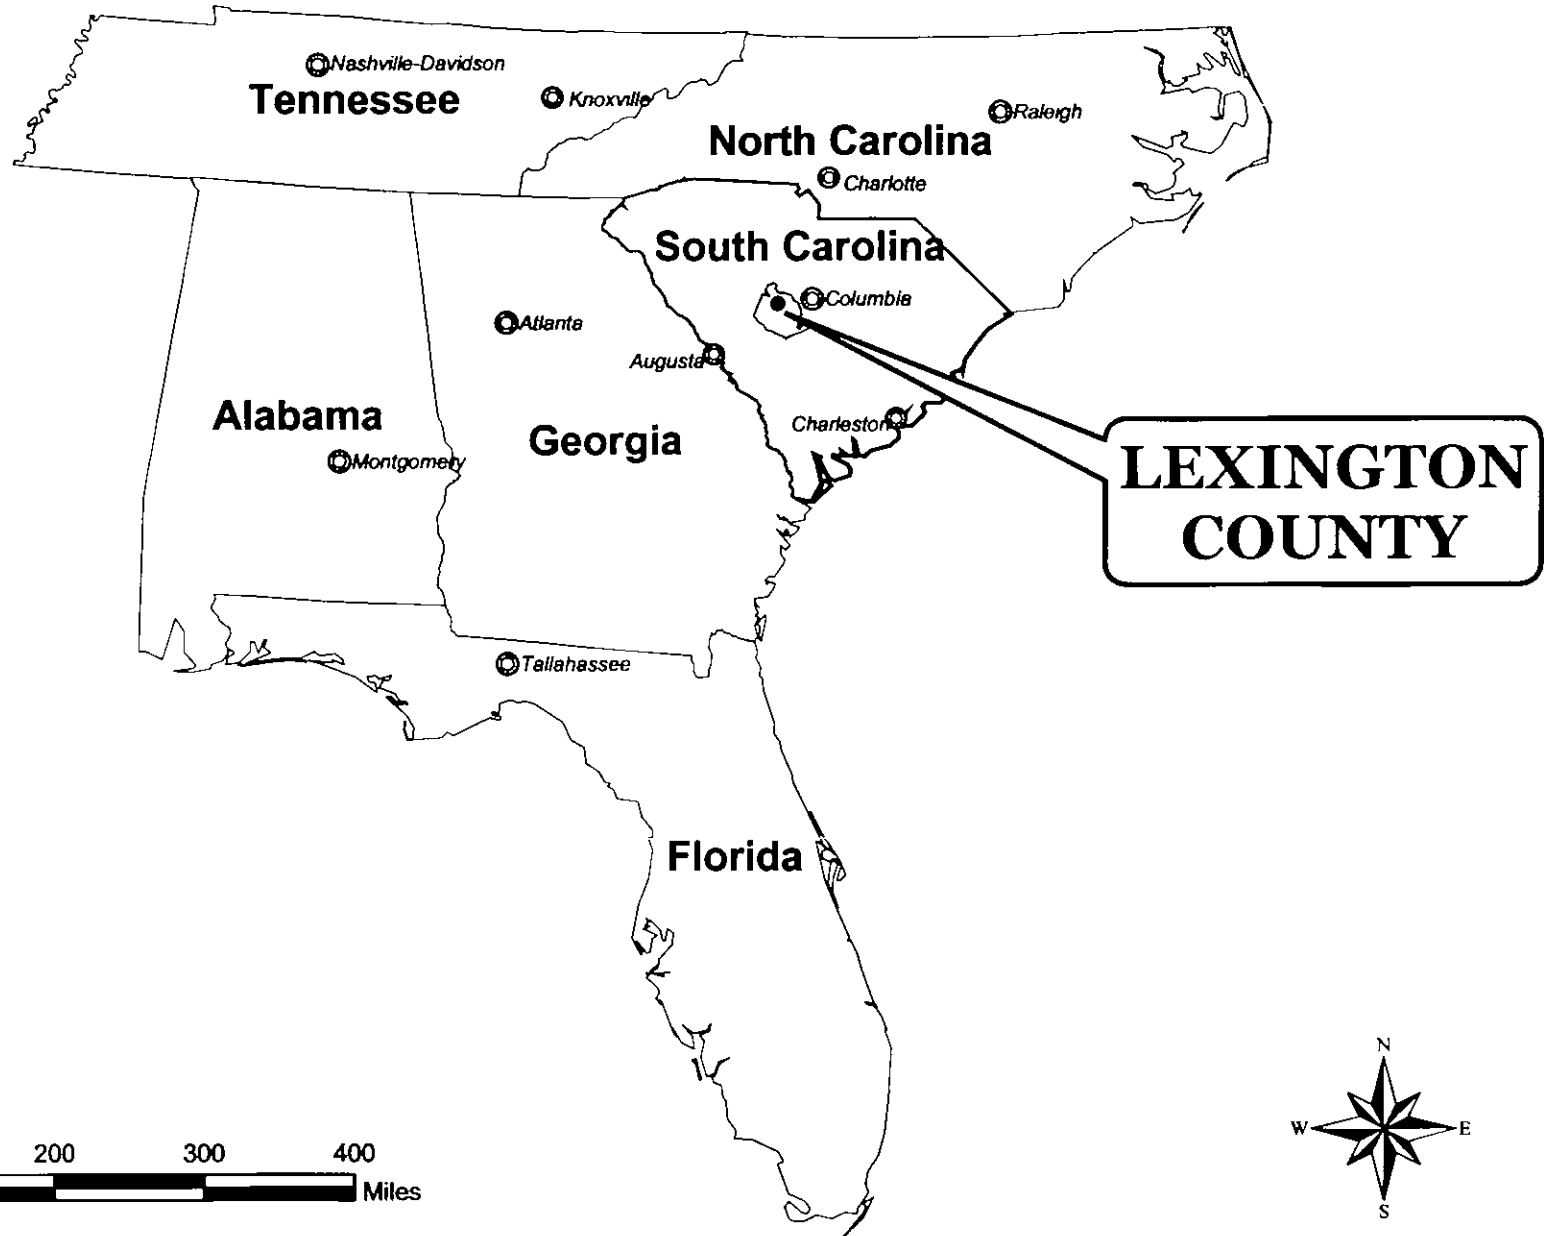 Nashville-Davidson
Tennessee
Knoxville
Raleigh
North Carolina
Charlotte
South Carolina
Columbia
Atlanta
Augusta
Charleston
Alabama
Georgia
Montgomery
LEXINGTON
COUNTY
Tallahassee
Florida
N
W
E
S
200 300 400
Miles